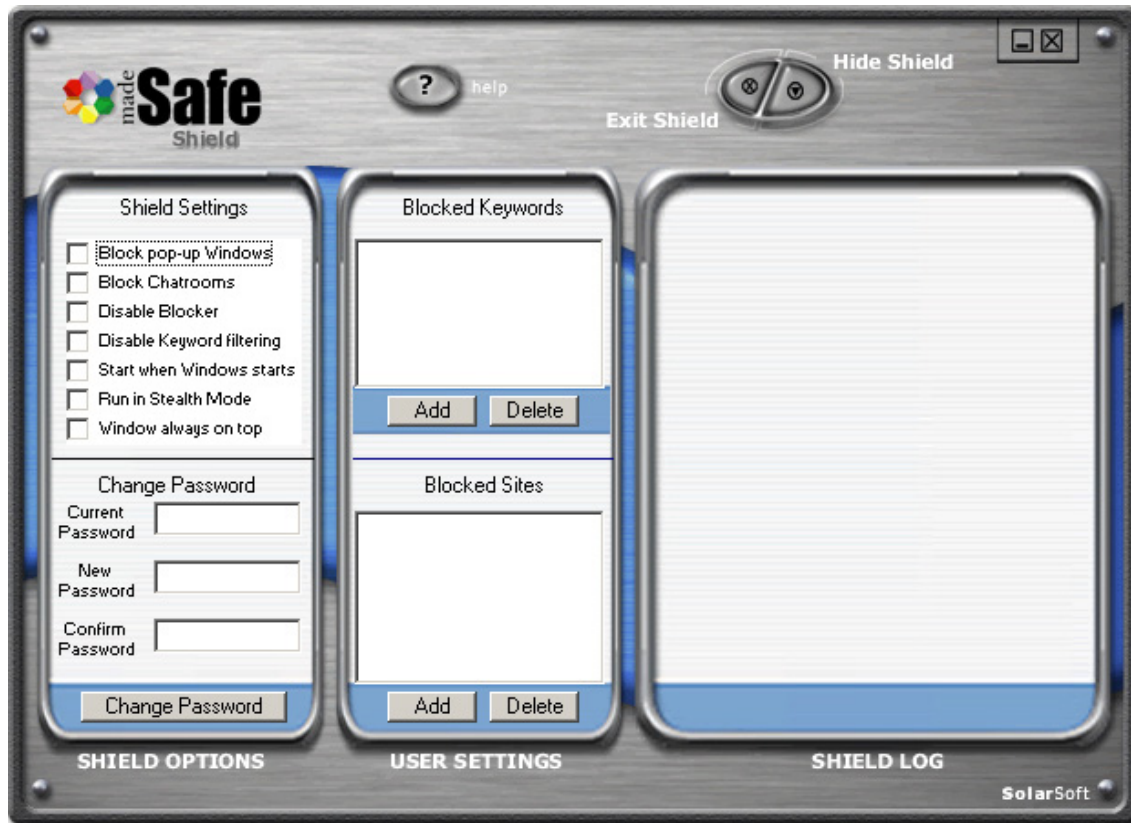 made
Safe
Shield
?
help
Hide Shield
Exit Shield
Shield Settings
Block pop-up Windows
Block Chatrooms
Disable Blocker
Disable Keyword filtering
Start when Windows starts
Run in Stealth Mode
Window always on top
Change Password
Current
Password
New
Password
Confirm
Password
Change Password
SHIELD OPTIONS
Blocked Keywords
Add Delete
Blocked Sites
Add Delete
USER SETTINGS
SHIELD LOG
SolarSoft